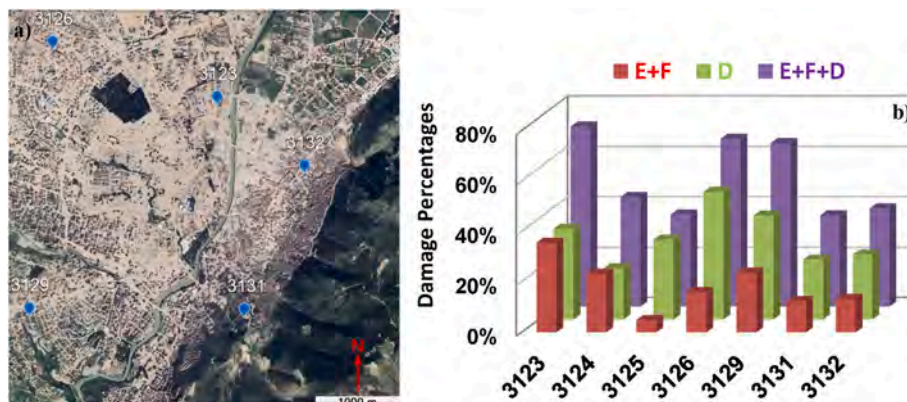 a)
3126
3123
3132
3129
3131
N
1000 m
E+F D E+F+D
b)
Damage Percentages
80%
60%
40%
20%
0%
3123 3124 3125 3126 3129 3131 3132